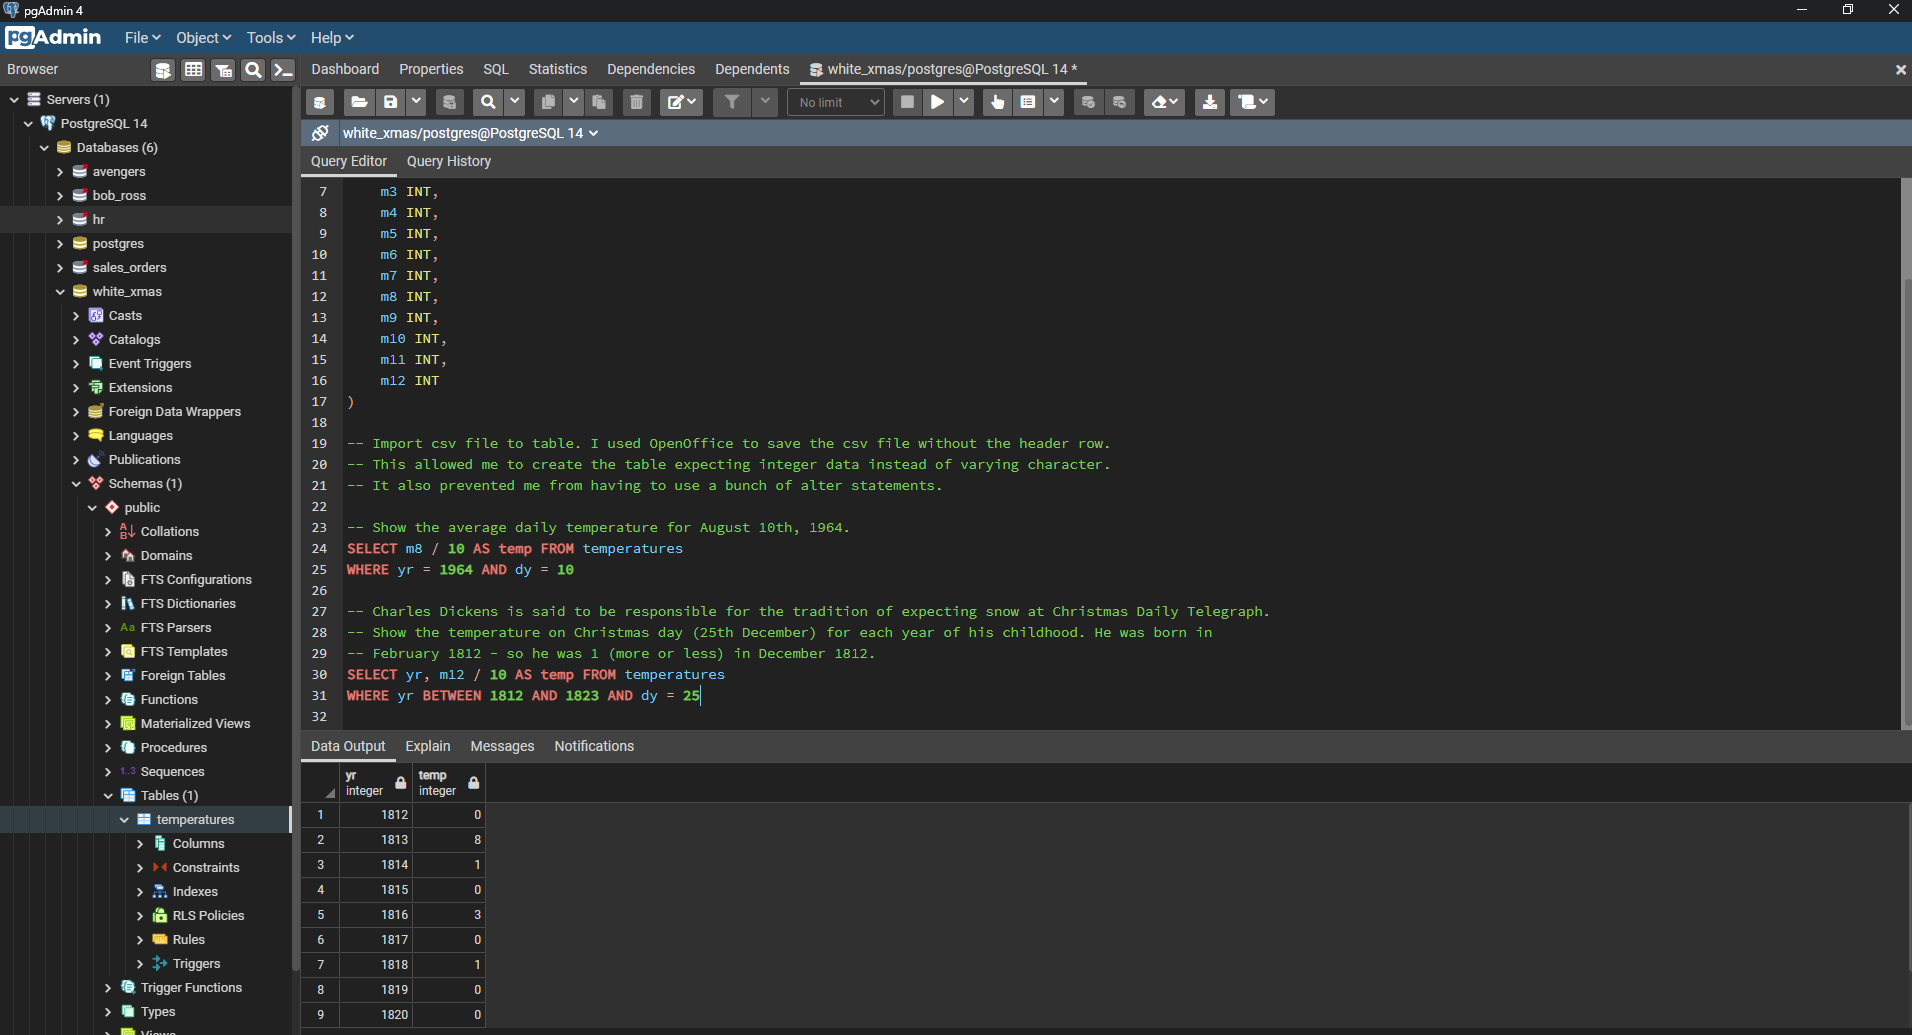 pgAdmin 4
pgAdmin
File
Object
Tools
Help
Browser
Dashboard
Properties
SQL
Statistics
Dependencies
Dependents
white_xmas/postgres@PostgreSQL 14 *
Servers (1)
PostgreSQL 14
Databases (6)
avengers
bob_ross
hr
postgres
sales_orders
white_xmas
Casts
Catalogs
Event Triggers
Extensions
Foreign Data Wrappers
Languages
Publications
Schemas (1)
public
Collations
Domains
FTS Configurations
FTS Dictionaries
Aa FTS Parsers
FTS Templates
Foreign Tables
Functions
Materialized Views
Procedures
1..3 Sequences
Tables (1)
temperatures
Columns
Constraints
Indexes
RLS Policies
Rules
Triggers
Trigger Functions
Types
Views
No limit
white_xmas/postgres@PostgreSQL 14
Query Editor
Query History
7 m3 INT,
8 m4 INT,
9 m5 INT,
10 m6 INT,
11 m7 INT,
12 m8 INT,
13 m9 INT,
14 m10 INT,
15 m11 INT,
16 m12 INT
17 )
18
19 -- Import csv file to table. I used OpenOffice to save the csv file without the header row.
20 -- This allowed me to create the table expecting integer data instead of varying character.
21 -- It also prevented me from having to use a bunch of alter statements.
22
23 -- Show the average daily temperature for August 10th, 1964.
24 SELECT m8 / 10 AS temp FROM temperatures
25 WHERE yr = 1964 AND dy = 10
26
27 -- Charles Dickens is said to be responsible for the tradition of expecting snow at Christmas Daily Telegraph.
28 -- Show the temperature on Christmas day (25th December) for each year of his childhood. He was born in
29 -- February 1812 - so he was 1 (more or less) in December 1812.
30 SELECT yr, m12 / 10 AS temp FROM temperatures
31 WHERE yr BETWEEN 1812 AND 1823 AND dy = 25
32
Data Output
Explain
Messages
Notifications
yr integer
temp integer
1 1812 0
2 1813 8
3 1814 1
4 1815 0
5 1816 3
6 1817 0
7 1818 1
8 1819 0
9 1820 0